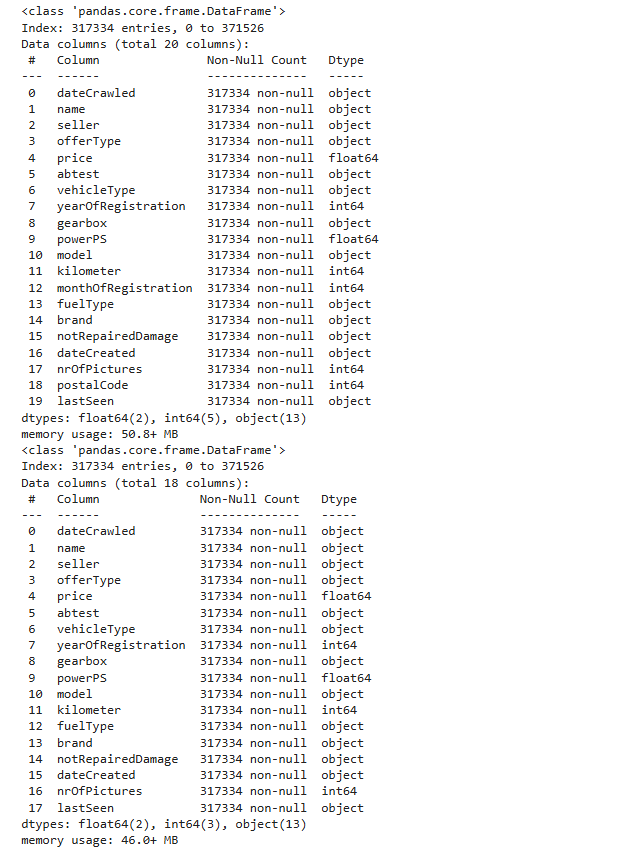 <class 'pandas.core.frame.DataFrame'>
Index: 317334 entries, 0 to 371526
Data columns (total 20 columns):
 #   Column               Non-Null Count   Dtype
---  ------               --------------   -----
 0   dateCrawled          317334 non-null  object
 1   name                 317334 non-null  object
 2   seller               317334 non-null  object
 3   offerType            317334 non-null  object
 4   price                317334 non-null  float64
 5   abtest               317334 non-null  object
 6   vehicleType          317334 non-null  object
 7   yearOfRegistration   317334 non-null  int64
 8   gearbox              317334 non-null  object
 9   powerPS              317334 non-null  float64
 10  model                317334 non-null  object
 11  kilometer            317334 non-null  int64
 12  monthOfRegistration  317334 non-null  int64
 13  fuelType             317334 non-null  object
 14  brand                317334 non-null  object
 15  notRepairedDamage    317334 non-null  object
 16  dateCreated          317334 non-null  object
 17  nrOfPictures         317334 non-null  int64
 18  postalCode           317334 non-null  int64
 19  lastSeen             317334 non-null  object
dtypes: float64(2), int64(5), object(13)
memory usage: 50.8+ MB
<class 'pandas.core.frame.DataFrame'>
Index: 317334 entries, 0 to 371526
Data columns (total 18 columns):
 #   Column              Non-Null Count   Dtype
---  ------              --------------   -----
 0   dateCrawled         317334 non-null  object
 1   name                317334 non-null  object
 2   seller              317334 non-null  object
 3   offerType           317334 non-null  object
 4   price               317334 non-null  float64
 5   abtest              317334 non-null  object
 6   vehicleType         317334 non-null  object
 7   yearOfRegistration  317334 non-null  int64
 8   gearbox             317334 non-null  object
 9   powerPS             317334 non-null  float64
 10  model               317334 non-null  object
 11  kilometer           317334 non-null  int64
 12  fuelType            317334 non-null  object
 13  brand               317334 non-null  object
 14  notRepairedDamage   317334 non-null  object
 15  dateCreated         317334 non-null  object
 16  nrOfPictures        317334 non-null  int64
 17  lastSeen            317334 non-null  object
dtypes: float64(2), int64(3), object(13)
memory usage: 46.0+ MB